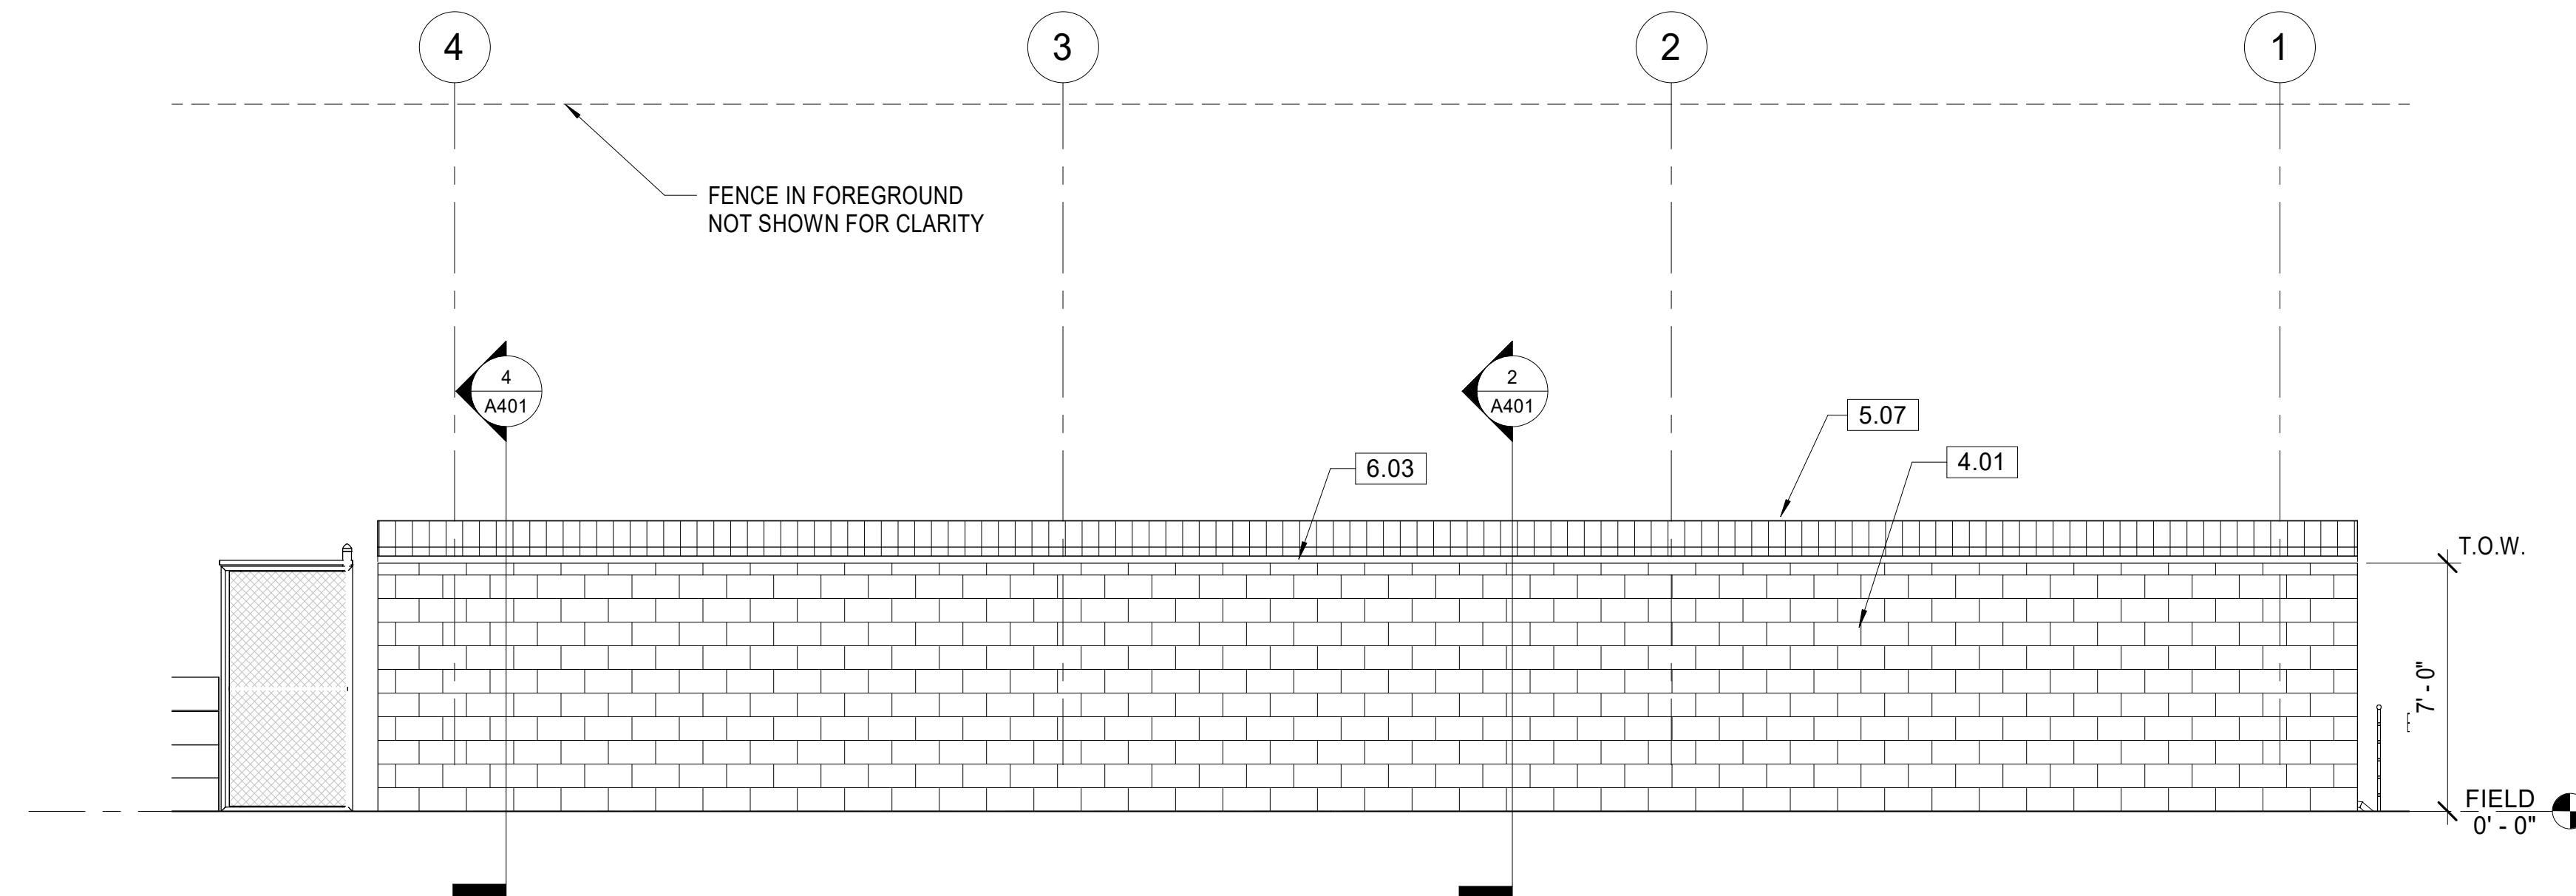 4
3
2
1
FENCE IN FOREGROUND
NOT SHOWN FOR CLARITY
4
A401
2
A401
5.07
4.01
6.03
T.O.W.
7' - 0"
FIELD
0' - 0"